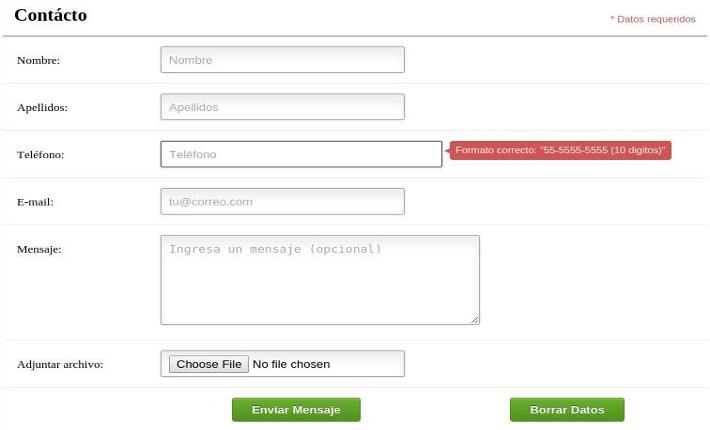 Contácto
* Datos requeridos
Nombre: Nombre
Apellidos: Apellidos
Teléfono: Teléfono Formato correcto: "55-5555-5555 (10 digitos)"
E-mail: tu@correo.com
Mensaje: Ingresa un mensaje (opcional)
Adjuntar archivo: Choose File No file chosen
Enviar Mensaje Borrar Datos